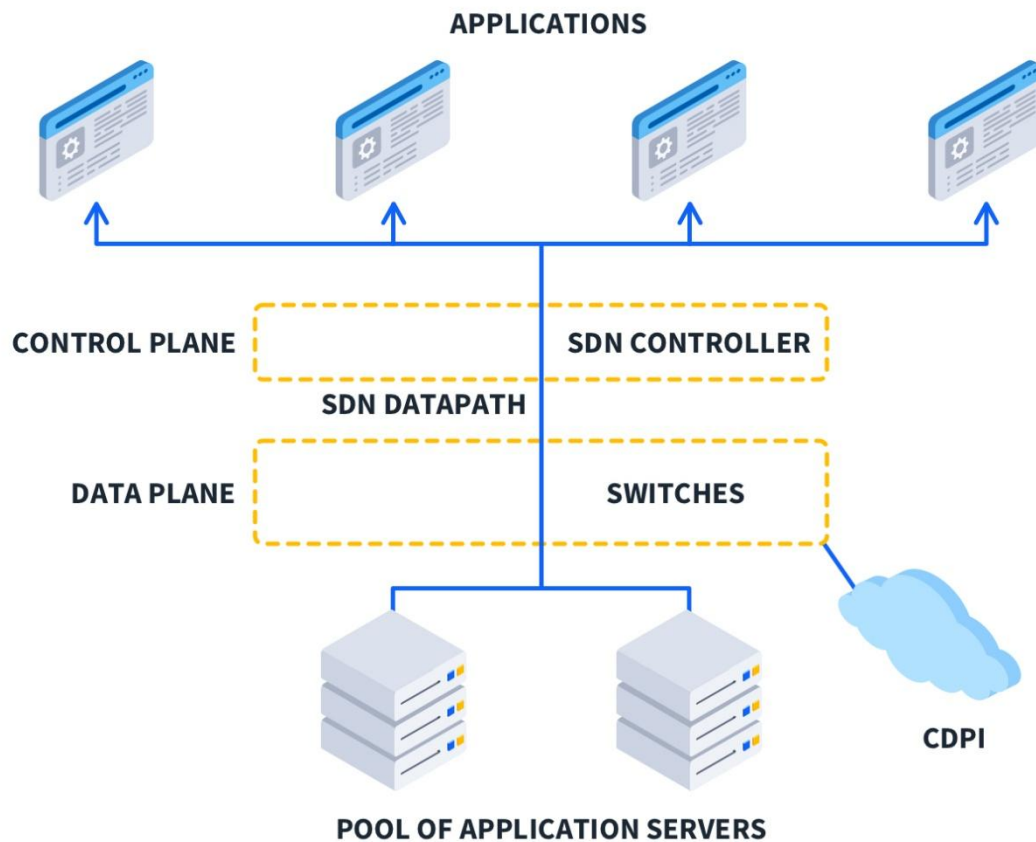 APPLICATIONS
CONTROL PLANE
SDN CONTROLLER
SDN DATAPATH
DATA PLANE
SWITCHES
CDPI
POOL OF APPLICATION SERVERS